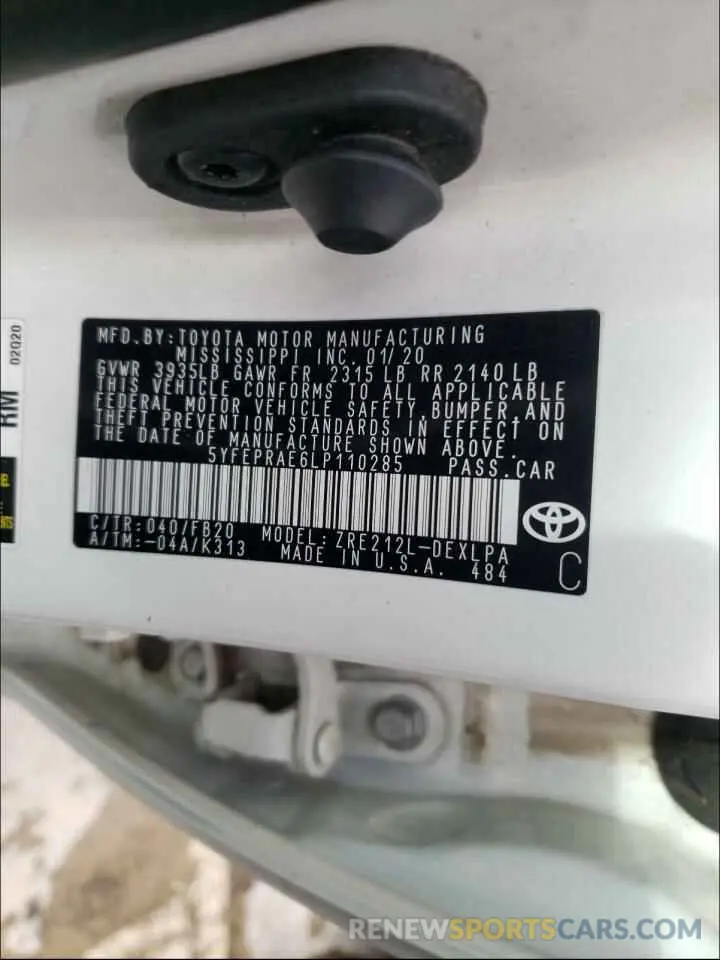 MFD. BY: TOYOTA MOTOR MANUFACTURING
MISSISSIPPI INC. 01/20
GVWR 3935LB GAWR FR 2315 LB RR 2140 LB
THIS VEHICLE CONFORMS TO ALL APPLICABLE
FEDERAL MOTOR VEHICLE SAFETY, BUMPER, AND
THEFT PREVENTION STANDARDS IN EFFECT ON
THE DATE OF MANUFACTURE SHOWN ABOVE.
5YFEPRAE6LP110285 PASS. CAR
C/TR: 040/FB20 MODEL: ZRE212L-DEXLPA
A/TM: -04A/K313 MADE IN U.S.A. 484
C
02020
RM
RENEWSPORTSCARS.COM